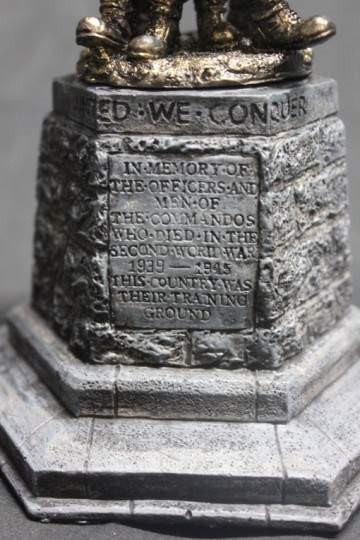 UNITED·WE·CONQUER
IN·MEMORY·OF
THE·OFFICERS·AND
MEN·OF
THE·COMMANDOS
WHO·DIED·IN·THE
SECOND·WORLD·WAR
1939—1945
THIS·COUNTRY·WAS
THEIR·TRAINING
GROUND